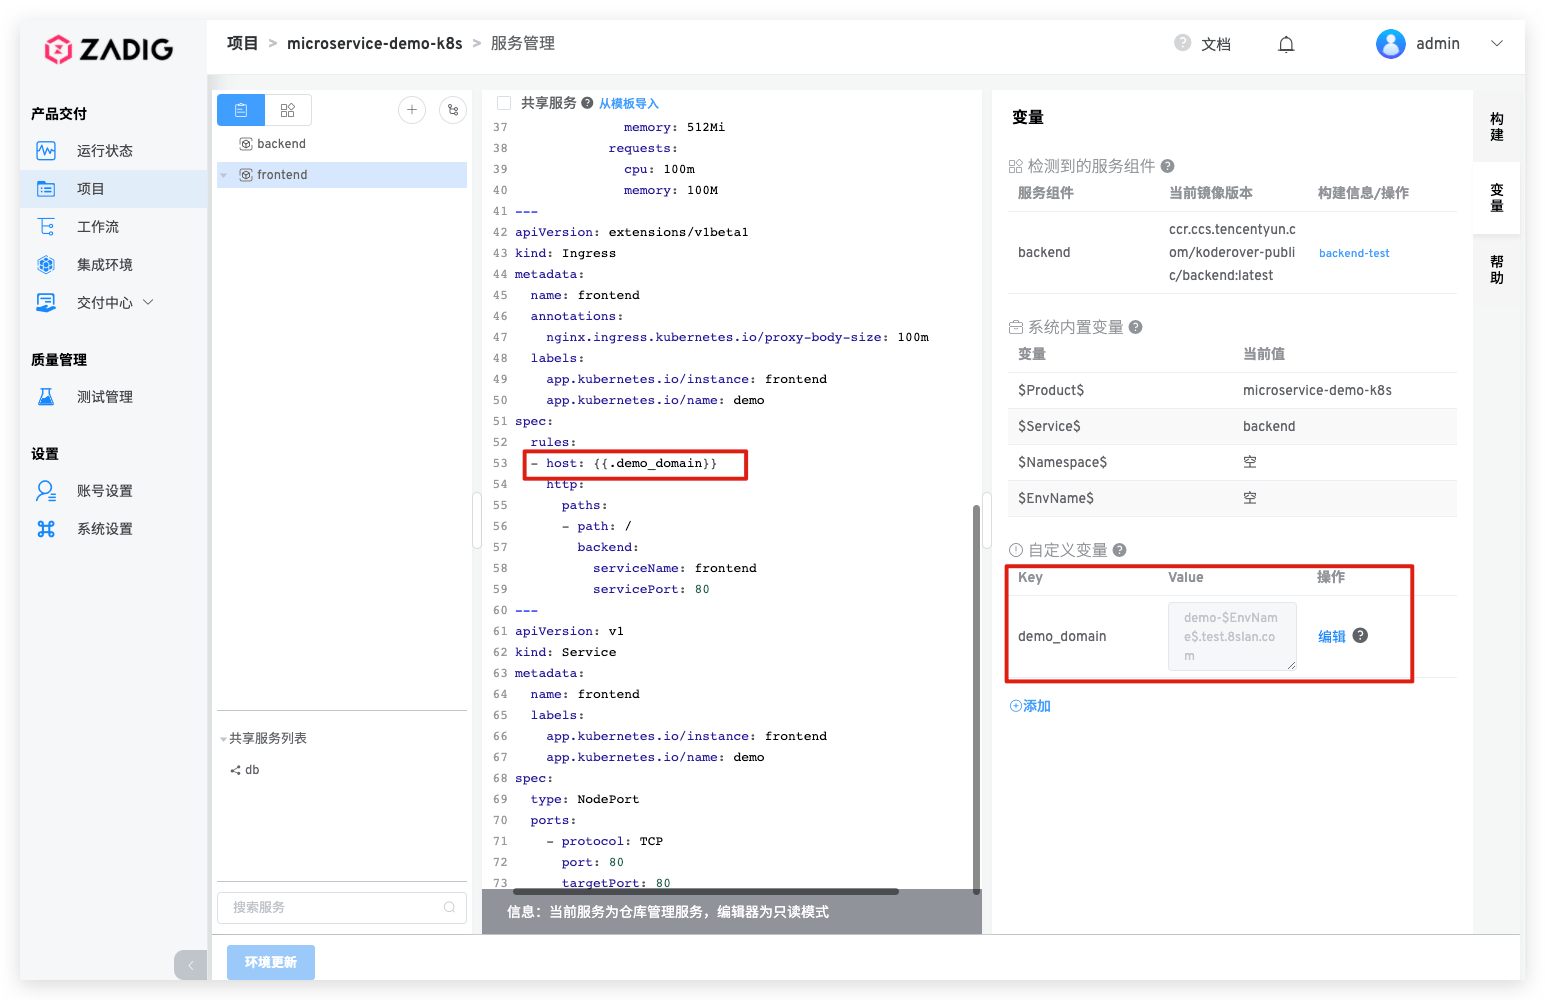 ZADIG
项目 > microservice-demo-k8s > 服务管理
文档
admin
产品交付
运行状态
项目
工作流
集成环境
交付中心
质量管理
测试管理
设置
账号设置
系统设置
backend
frontend
共享服务列表
db
搜索服务
共享服务 从模板导入
37 memory: 512Mi
38 requests:
39 cpu: 100m
40 memory: 100M
41 ---
42 apiVersion: extensions/v1beta1
43 kind: Ingress
44 metadata:
45 name: frontend
46 annotations:
47 nginx.ingress.kubernetes.io/proxy-body-size: 100m
48 labels:
49 app.kubernetes.io/instance: frontend
50 app.kubernetes.io/name: demo
51 spec:
52 rules:
53 - host: {{.demo_domain}}
54 http:
55 paths:
56 - path: /
57 backend:
58 serviceName: frontend
59 servicePort: 80
60 ---
61 apiVersion: v1
62 kind: Service
63 metadata:
64 name: frontend
65 labels:
66 app.kubernetes.io/instance: frontend
67 app.kubernetes.io/name: demo
68 spec:
69 type: NodePort
70 ports:
71 - protocol: TCP
72 port: 80
73 targetPort: 80
信息：当前服务为仓库管理服务，编辑器为只读模式
变量
检测到的服务组件
服务组件 当前镜像版本 构建信息/操作
backend
ccr.ccs.tencentyun.c
om/koderover-publi
c/backend:latest
backend-test
系统内置变量
变量 当前值
$Product$ microservice-demo-k8s
$Service$ backend
$Namespace$ 空
$EnvName$ 空
自定义变量
Key Value 操作
demo_domain
demo-$EnvNam
e$.test.8slan.co
m
编辑
添加
构建
变量
帮助
环境更新